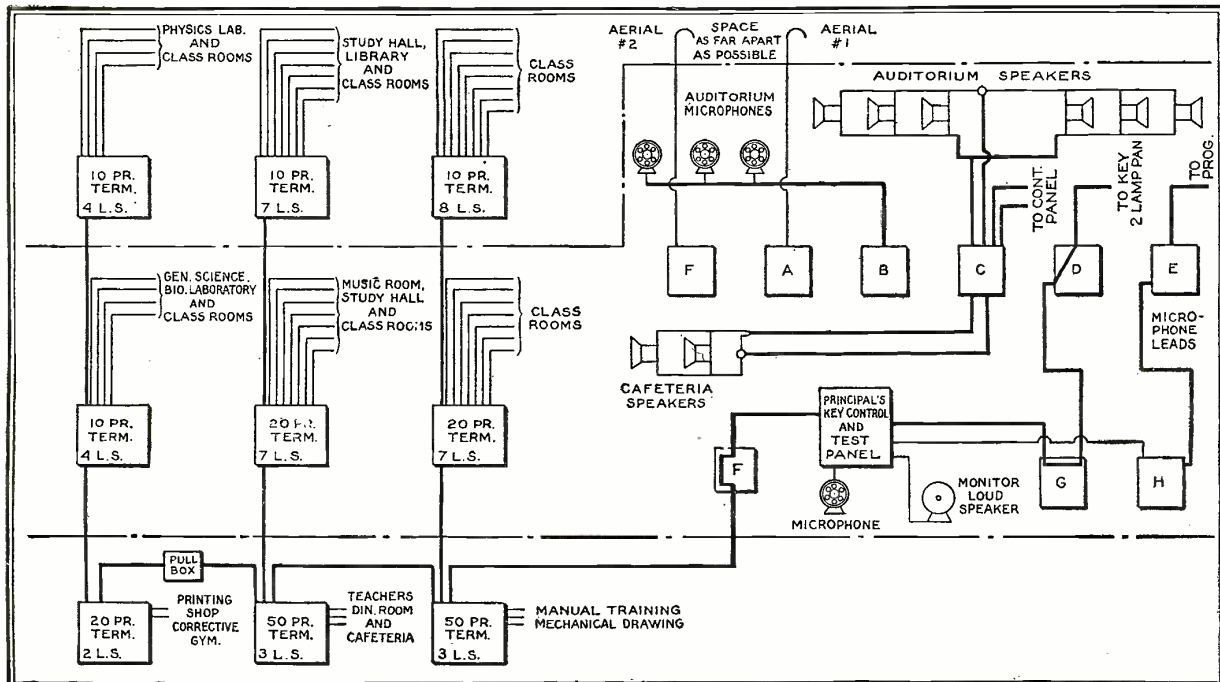 PHYSICS LAB.
AND
CLASS ROOMS
STUDY HALL,
LIBRARY
AND
CLASS ROOMS
CLASS
ROOMS
AERIAL
#2
SPACE
AS FAR APART
AS POSSIBLE
AERIAL
#1
AUDITORIUM SPEAKERS
AUDITORIUM
MICROPHONES
10 PR.
TERM.
4 L.S.
10 PR.
TERM.
7 L.S.
10 PR.
TERM.
8 L.S.
TO CONT.
PANEL
TO KEY
2 LAMP PAN
TO
PROG.
F
A
B
C
D
E
GEN. SCIENCE,
BIO. LABORATORY
AND
CLASS ROOMS
MUSIC ROOM,
STUDY HALL
AND
CLASS ROOMS
CLASS
ROOMS
MICRO-
PHONE
LEADS
CAFETERIA
SPEAKERS
10 PR.
TERM.
4 L.S.
20 PR.
TERM.
7 L.S.
20 PR.
TERM.
7 L.S.
PRINCIPAL'S
KEY CONTROL
AND
TEST
PANEL
F
G
H
MICROPHONE
MONITOR
LOUD
SPEAKER
PULL
BOX
20 PR.
TERM.
2 L.S.
PRINTING
SHOP
CORRECTIVE
GYM.
50 PR.
TERM.
3 L.S.
TEACHERS
DIN. ROOM
AND
CAFETERIA
50 PR.
TERM.
3 L.S.
MANUAL TRAINING
MECHANICAL DRAWING